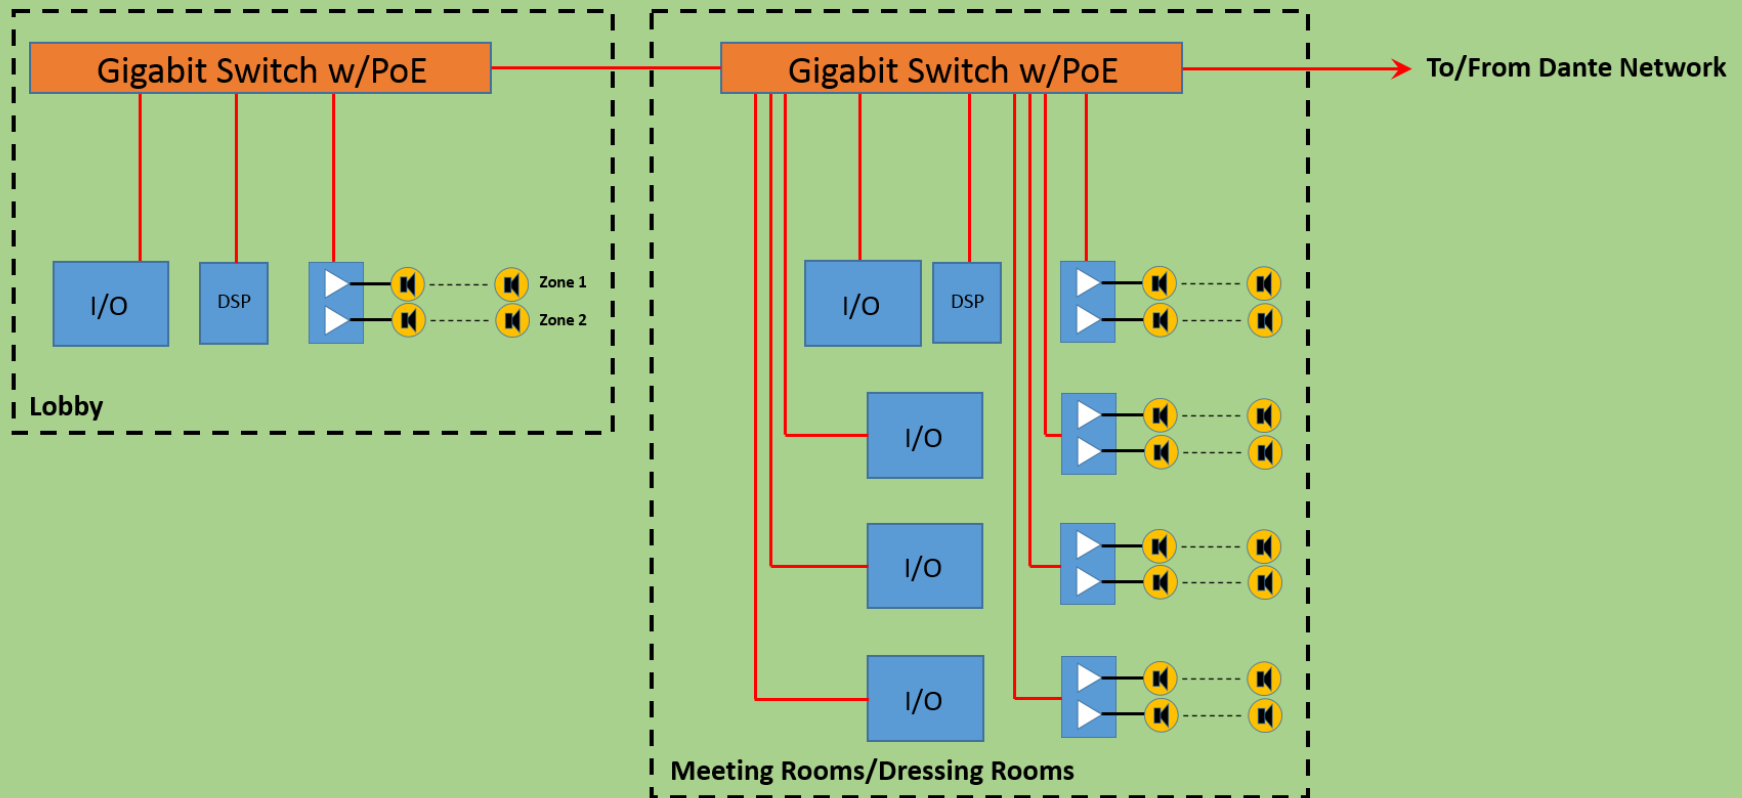 Gigabit Switch w/PoE
Gigabit Switch w/PoE
To/From Dante Network
I/O
DSP
Zone 1
Zone 2
Lobby
I/O
DSP
I/O
I/O
I/O
Meeting Rooms/Dressing Rooms